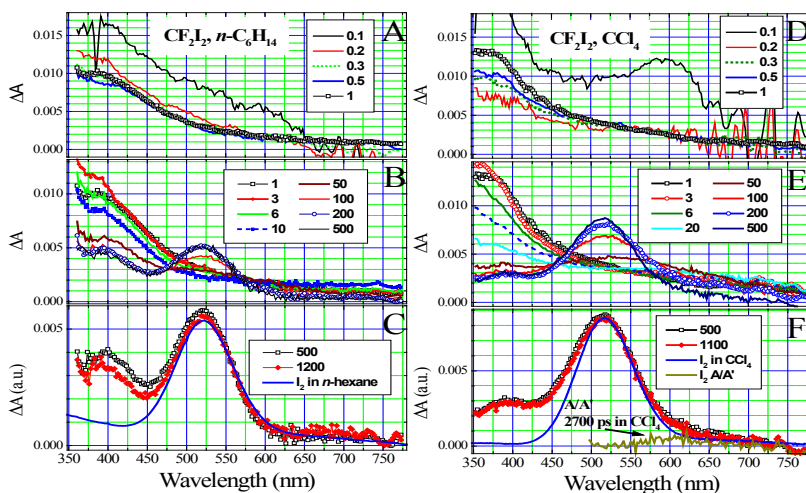 CF₂I₂, n-C₆H₁₄
A
0.1
0.2
0.3
0.5
1
ΔA
0.015
0.010
0.005
0.000
CF₂I₂, CCl₄
D
0.1
0.2
0.3
0.5
1
ΔA
0.015
0.010
0.005
0.000
B
1 50
3 100
6 200
10 500
ΔA
0.010
0.005
0.000
E
1 50
3 100
6 200
20 500
ΔA
0.010
0.005
0.000
C
500
1200
I₂ in n-hexane
ΔA (a.u.)
0.005
0.000
350 400 450 500 550 600 650 700 750
Wavelength (nm)
F
500
1100
I₂ in CCl₄
I₂ A/A'
A/A'
2700 ps in CCl₄
ΔA (a.u.)
0.005
0.000
350 400 450 500 550 600 650 700 750
Wavelength (nm)